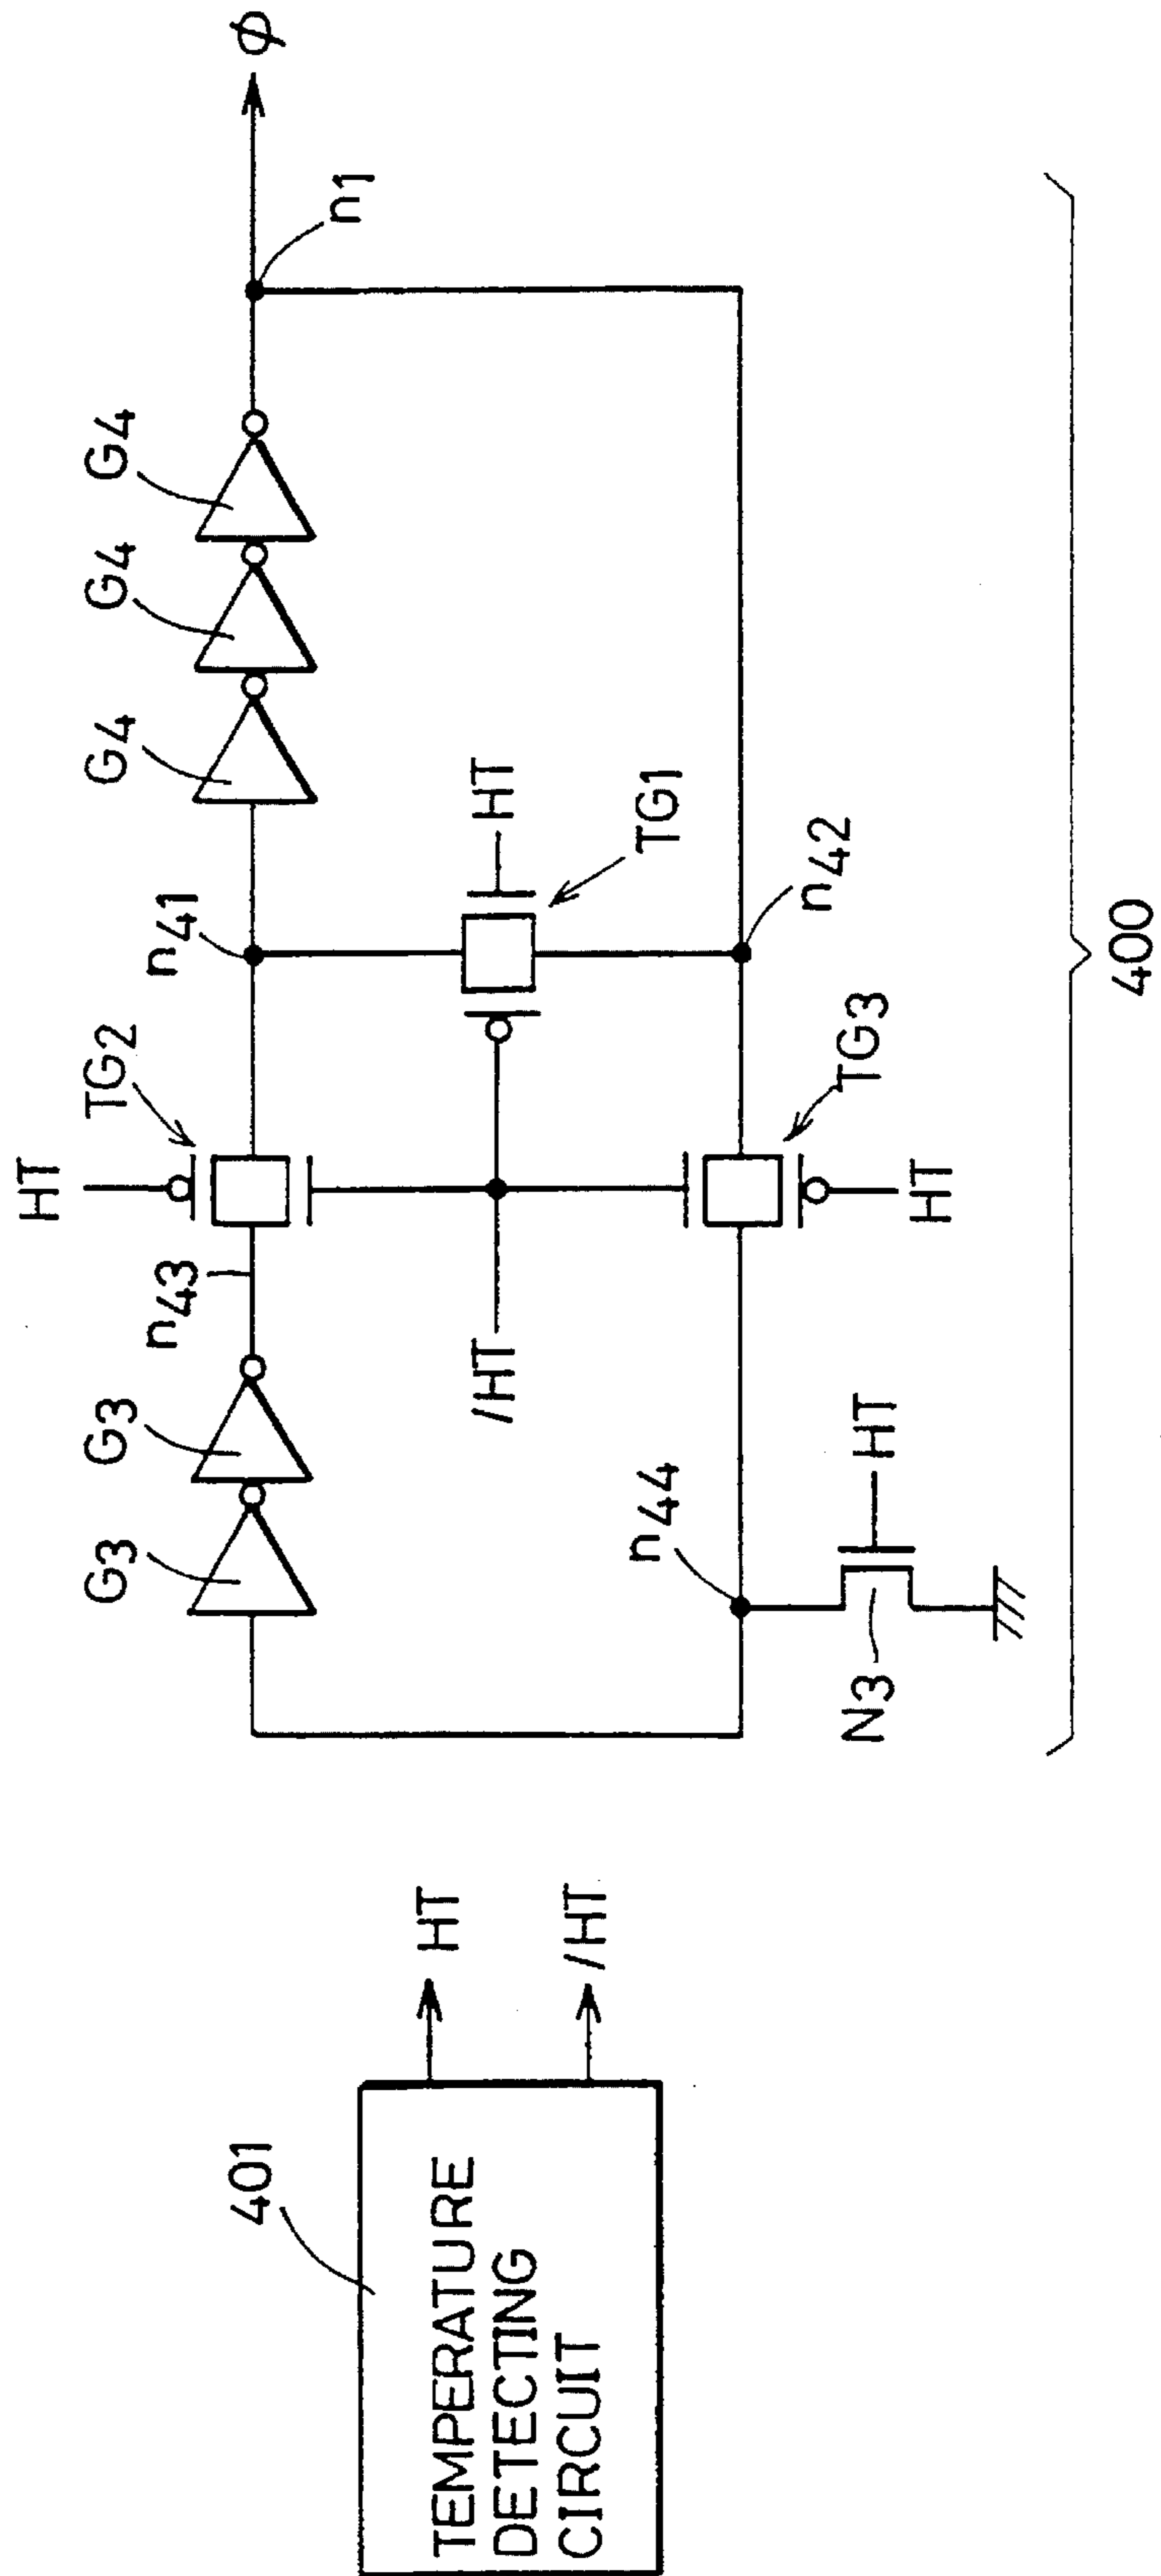 401
TEMPERATURE
DETECTING
CIRCUIT
HT
/HT
G3
G3
n43
HT
TG2
n41
G4
G4
G4
n1
ϕ
/HT
HT
TG1
n44
N3
HT
HT
TG3
n42
400